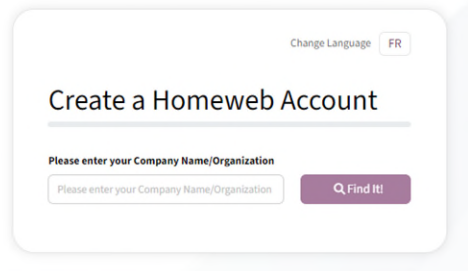 Change Language FR
Create a Homeweb Account
Please enter your Company Name/Organization
Please enter your Company Name/Organization Find It!